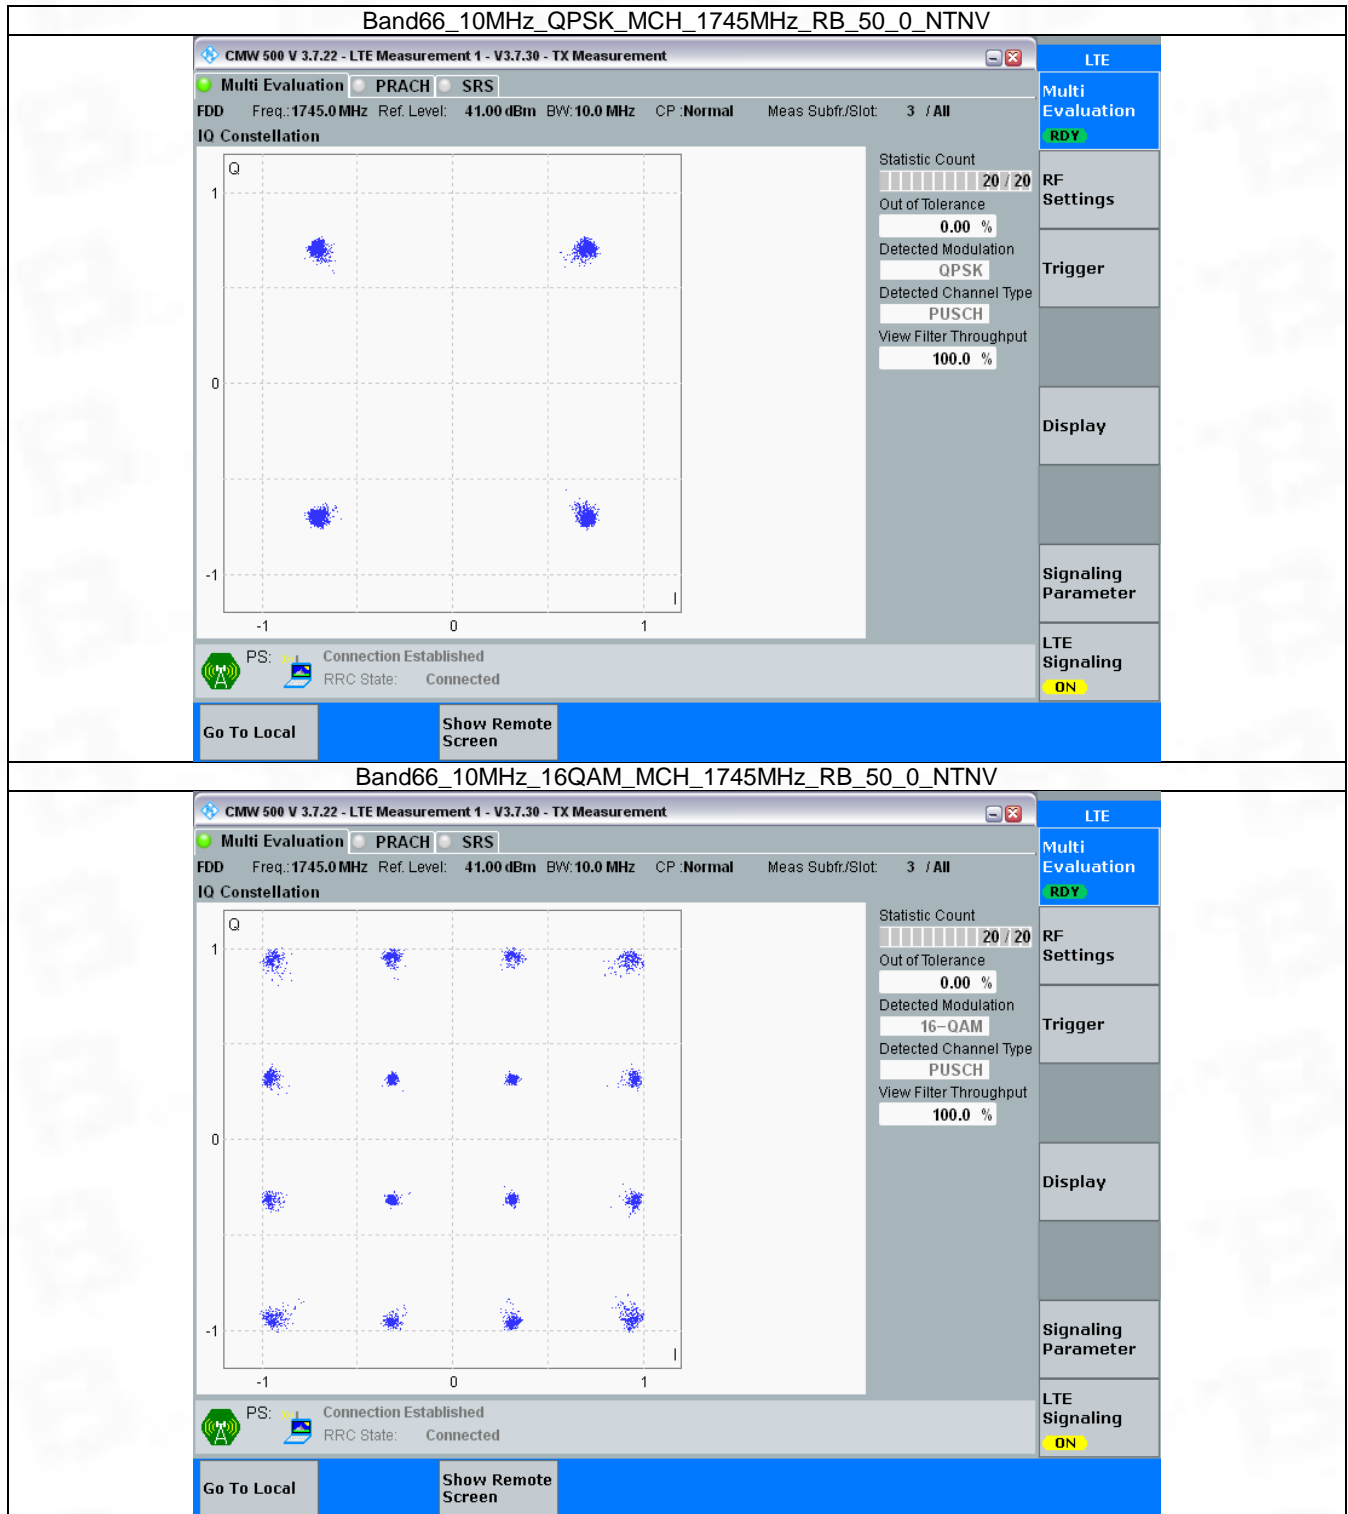 Band66_10MHz_QPSK_MCH_1745MHz_RB_50_0_NTNV
CMW 500 V 3.7.22 - LTE Measurement 1 - V3.7.30 - TX Measurement
LTE
Multi Evaluation PRACH SRS
Multi
Evaluation
RDY
FDD Freq.:1745.0 MHz Ref. Level: 41.00 dBm BW:10.0 MHz CP :Normal Meas Subfr./Slot: 3 / All
IQ Constellation
Q
1
0
-1
I
-1 0 1
Statistic Count
20 / 20
Out of Tolerance
0.00 %
Detected Modulation
QPSK
Detected Channel Type
PUSCH
View Filter Throughput
100.0 %
RF
Settings
Trigger
Display
Signaling
Parameter
LTE
Signaling
ON
PS: Connection Established
RRC State: Connected
Go To Local
Show Remote
Screen
Band66_10MHz_16QAM_MCH_1745MHz_RB_50_0_NTNV
CMW 500 V 3.7.22 - LTE Measurement 1 - V3.7.30 - TX Measurement
LTE
Multi Evaluation PRACH SRS
Multi
Evaluation
RDY
FDD Freq.:1745.0 MHz Ref. Level: 41.00 dBm BW:10.0 MHz CP :Normal Meas Subfr./Slot: 3 / All
IQ Constellation
Q
1
0
-1
I
-1 0 1
Statistic Count
20 / 20
Out of Tolerance
0.00 %
Detected Modulation
16-QAM
Detected Channel Type
PUSCH
View Filter Throughput
100.0 %
RF
Settings
Trigger
Display
Signaling
Parameter
LTE
Signaling
ON
PS: Connection Established
RRC State: Connected
Go To Local
Show Remote
Screen